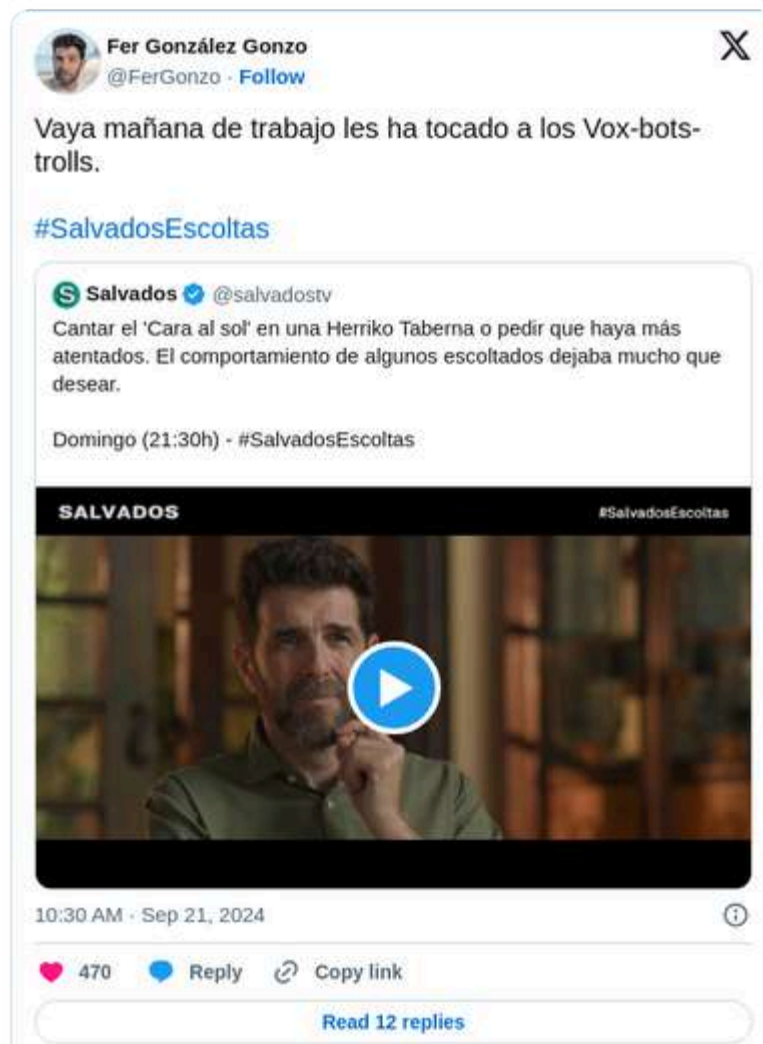 Fer González Gonzo
@FerGonzo · Follow
Vaya mañana de trabajo les ha tocado a los Vox-bots-
trolls.
#SalvadosEscoltas
Salvados @salvadostv
Cantar el 'Cara al sol' en una Herriko Taberna o pedir que haya más
atentados. El comportamiento de algunos escoltados dejaba mucho que
desear.
Domingo (21:30h) - #SalvadosEscoltas
SALVADOS
#SalvadosEscoltas
10:30 AM · Sep 21, 2024
470 Reply Copy link
Read 12 replies